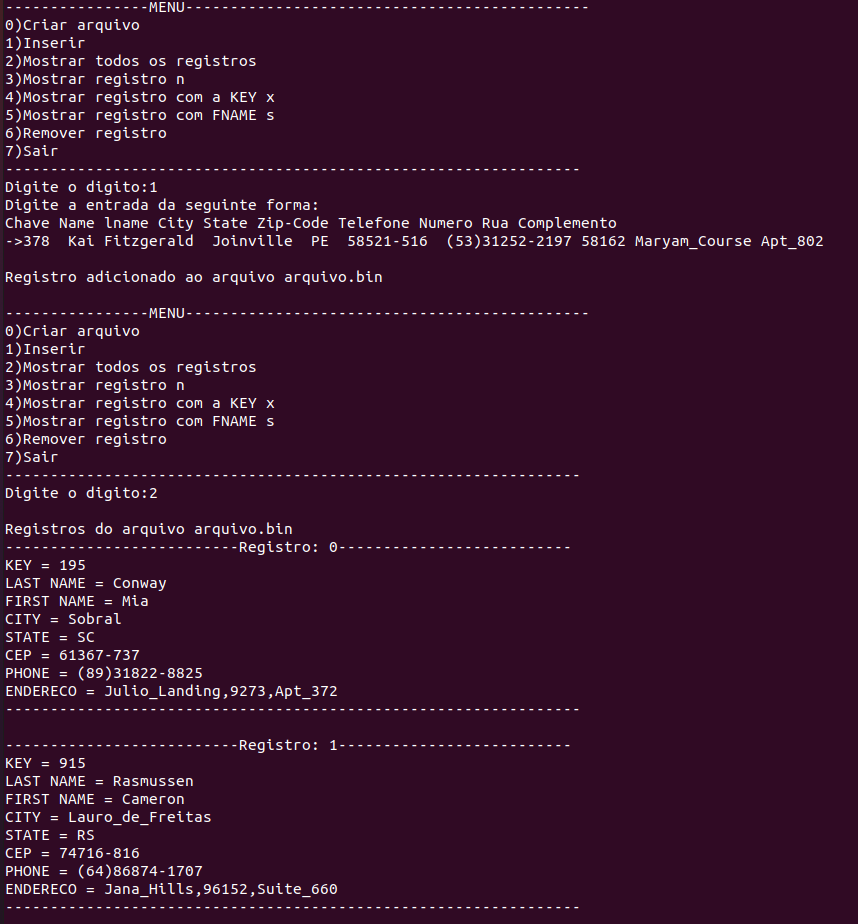 ----------------MENU---------------------------------------------
0)Criar arquivo
1)Inserir
2)Mostrar todos os registros
3)Mostrar registro n
4)Mostrar registro com a KEY x
5)Mostrar registro com FNAME s
6)Remover registro
7)Sair
----------------------------------------------------------------
Digite o digito:1
Digite a entrada da seguinte forma:
Chave Name lname City State Zip-Code Telefone Numero Rua Complemento
->378  Kai Fitzgerald  Joinville  PE  58521-516  (53)31252-2197 58162 Maryam_Course Apt_802
Registro adicionado ao arquivo arquivo.bin
----------------MENU---------------------------------------------
0)Criar arquivo
1)Inserir
2)Mostrar todos os registros
3)Mostrar registro n
4)Mostrar registro com a KEY x
5)Mostrar registro com FNAME s
6)Remover registro
7)Sair
----------------------------------------------------------------
Digite o digito:2
Registros do arquivo arquivo.bin
--------------------------Registro: 0--------------------------
KEY = 195
LAST NAME = Conway
FIRST NAME = Mia
CITY = Sobral
STATE = SC
CEP = 61367-737
PHONE = (89)31822-8825
ENDERECO = Julio_Landing,9273,Apt_372
----------------------------------------------------------------
--------------------------Registro: 1--------------------------
KEY = 915
LAST NAME = Rasmussen
FIRST NAME = Cameron
CITY = Lauro_de_Freitas
STATE = RS
CEP = 74716-816
PHONE = (64)86874-1707
ENDERECO = Jana_Hills,96152,Suite_660
----------------------------------------------------------------